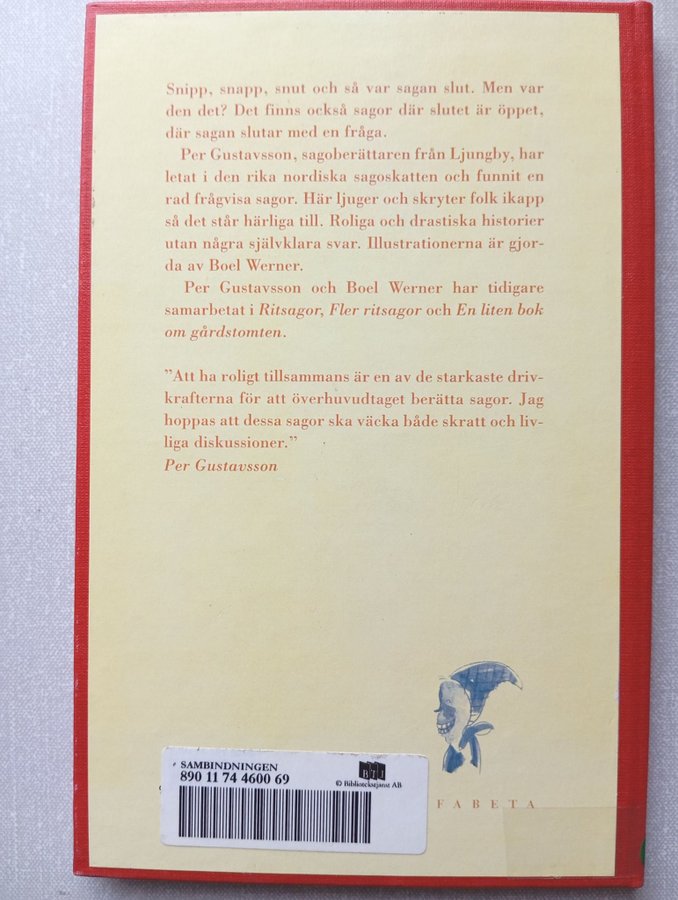 Snipp, snapp, snut och så var sagan slut. Men var
den det? Det finns också sagor där slutet är öppet,
där sagan slutar med en fråga.
Per Gustavsson, sagoberättaren från Ljungby, har
letat i den rika nordiska sagoskatten och funnit en
rad frågvisa sagor. Här ljuger och skryter folk ikapp
så det står härliga till. Roliga och drastiska historier
utan några självklara svar. Illustrationerna är gjor-
da av Boel Werner.
Per Gustavsson och Boel Werner har tidigare
samarbetat i Ritsagor, Fler ritsagor och En liten bok
om gårdstomten.
”Att ha roligt tillsammans är en av de starkaste driv-
krafterna för att överhuvudtaget berätta sagor. Jag
hoppas att dessa sagor ska väcka både skratt och liv-
liga diskussioner.”
Per Gustavsson
SAMBINDNINGEN
890 11 74 4600 69
BTJ
© Bibliotekstjänst AB
FABETA